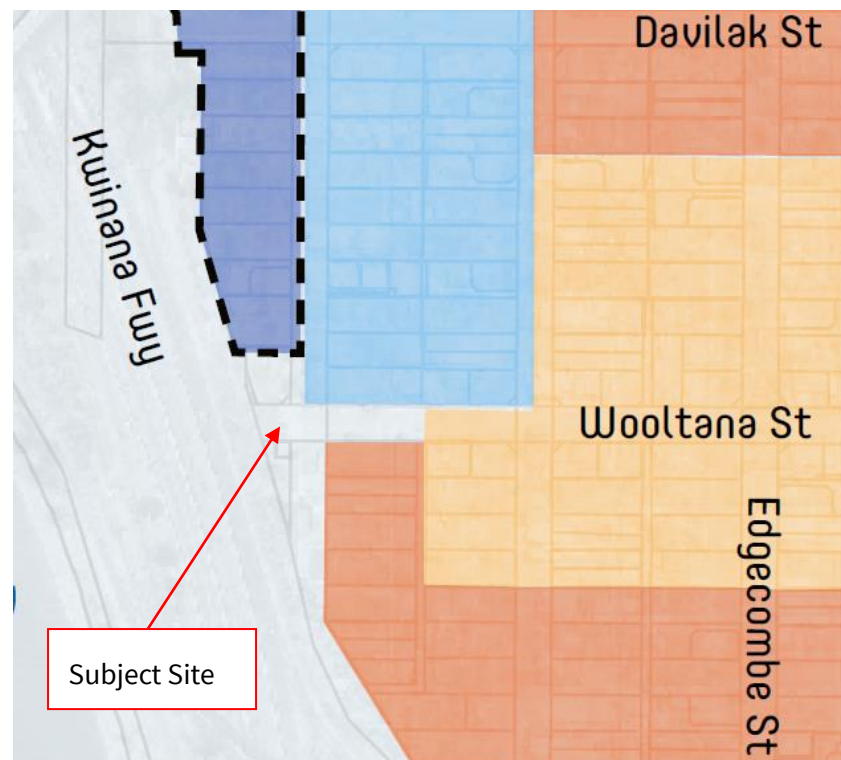 Davilak St
Kwinana Fwy
Wooltana St
Edgecombe St
Subject Site